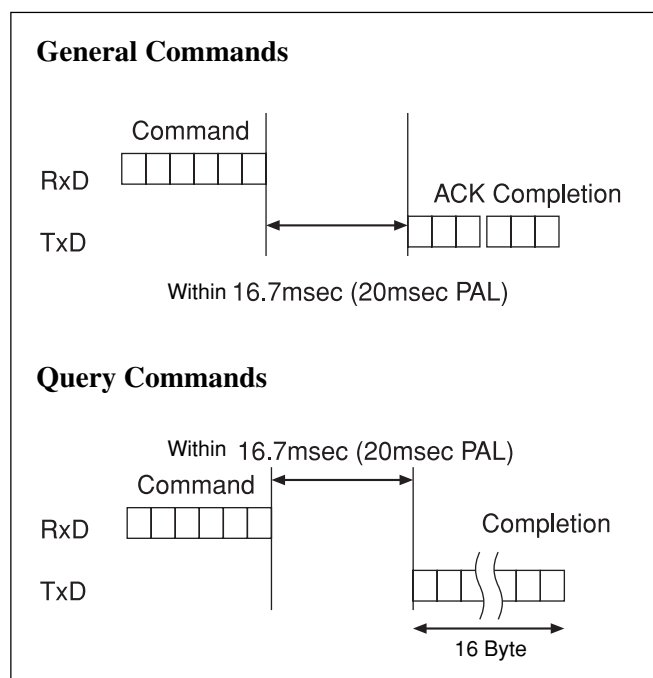 General Commands
Command
RxD
ACK Completion
TxD
Within 16.7msec (20msec PAL)
Query Commands
Within 16.7msec (20msec PAL)
Command
RxD
Completion
TxD
16 Byte